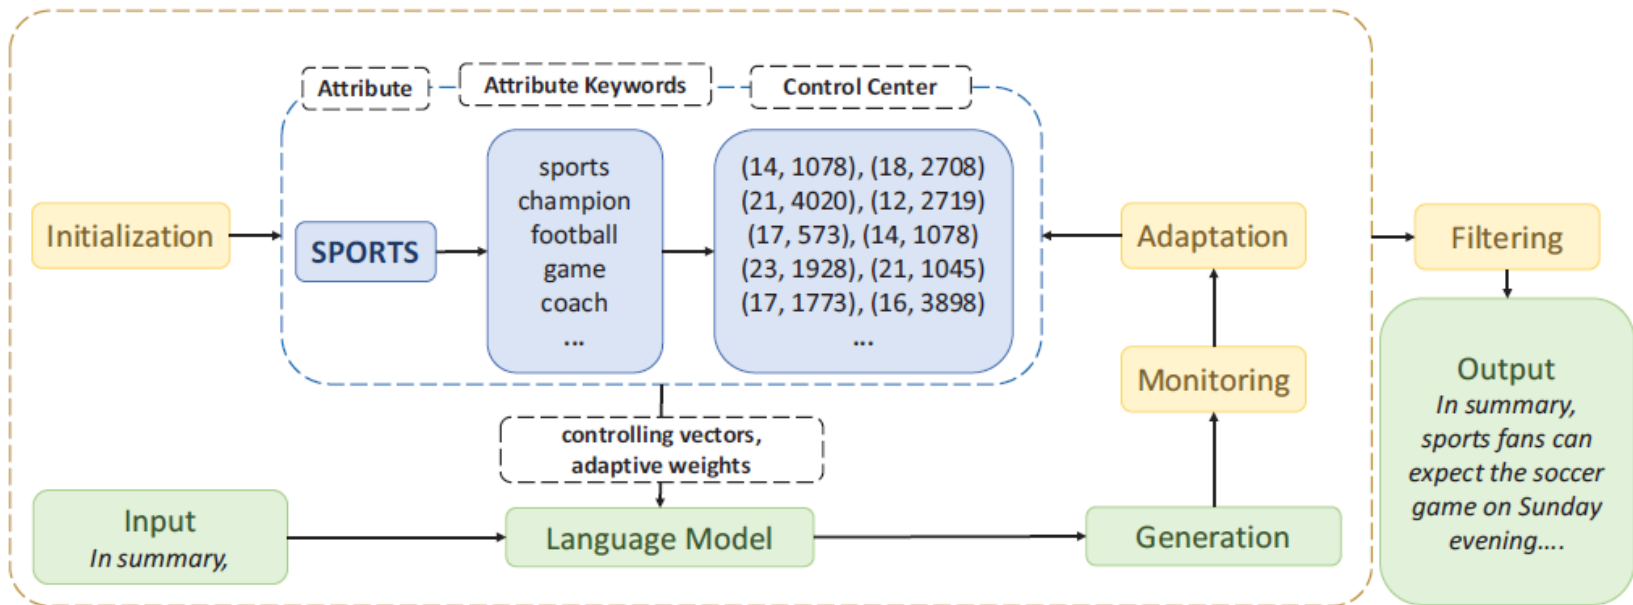 Attribute
Attribute Keywords
Control Center
Initialization
SPORTS
sports
champion
football
game
coach
...
(14, 1078), (18, 2708)
(21, 4020), (12, 2719)
(17, 573), (14, 1078)
(23, 1928), (21, 1045)
(17, 1773), (16, 3898)
...
Adaptation
Monitoring
Filtering
controlling vectors,
adaptive weights
Input
In summary,
Language Model
Generation
Output
In summary,
sports fans can
expect the soccer
game on Sunday
evening....